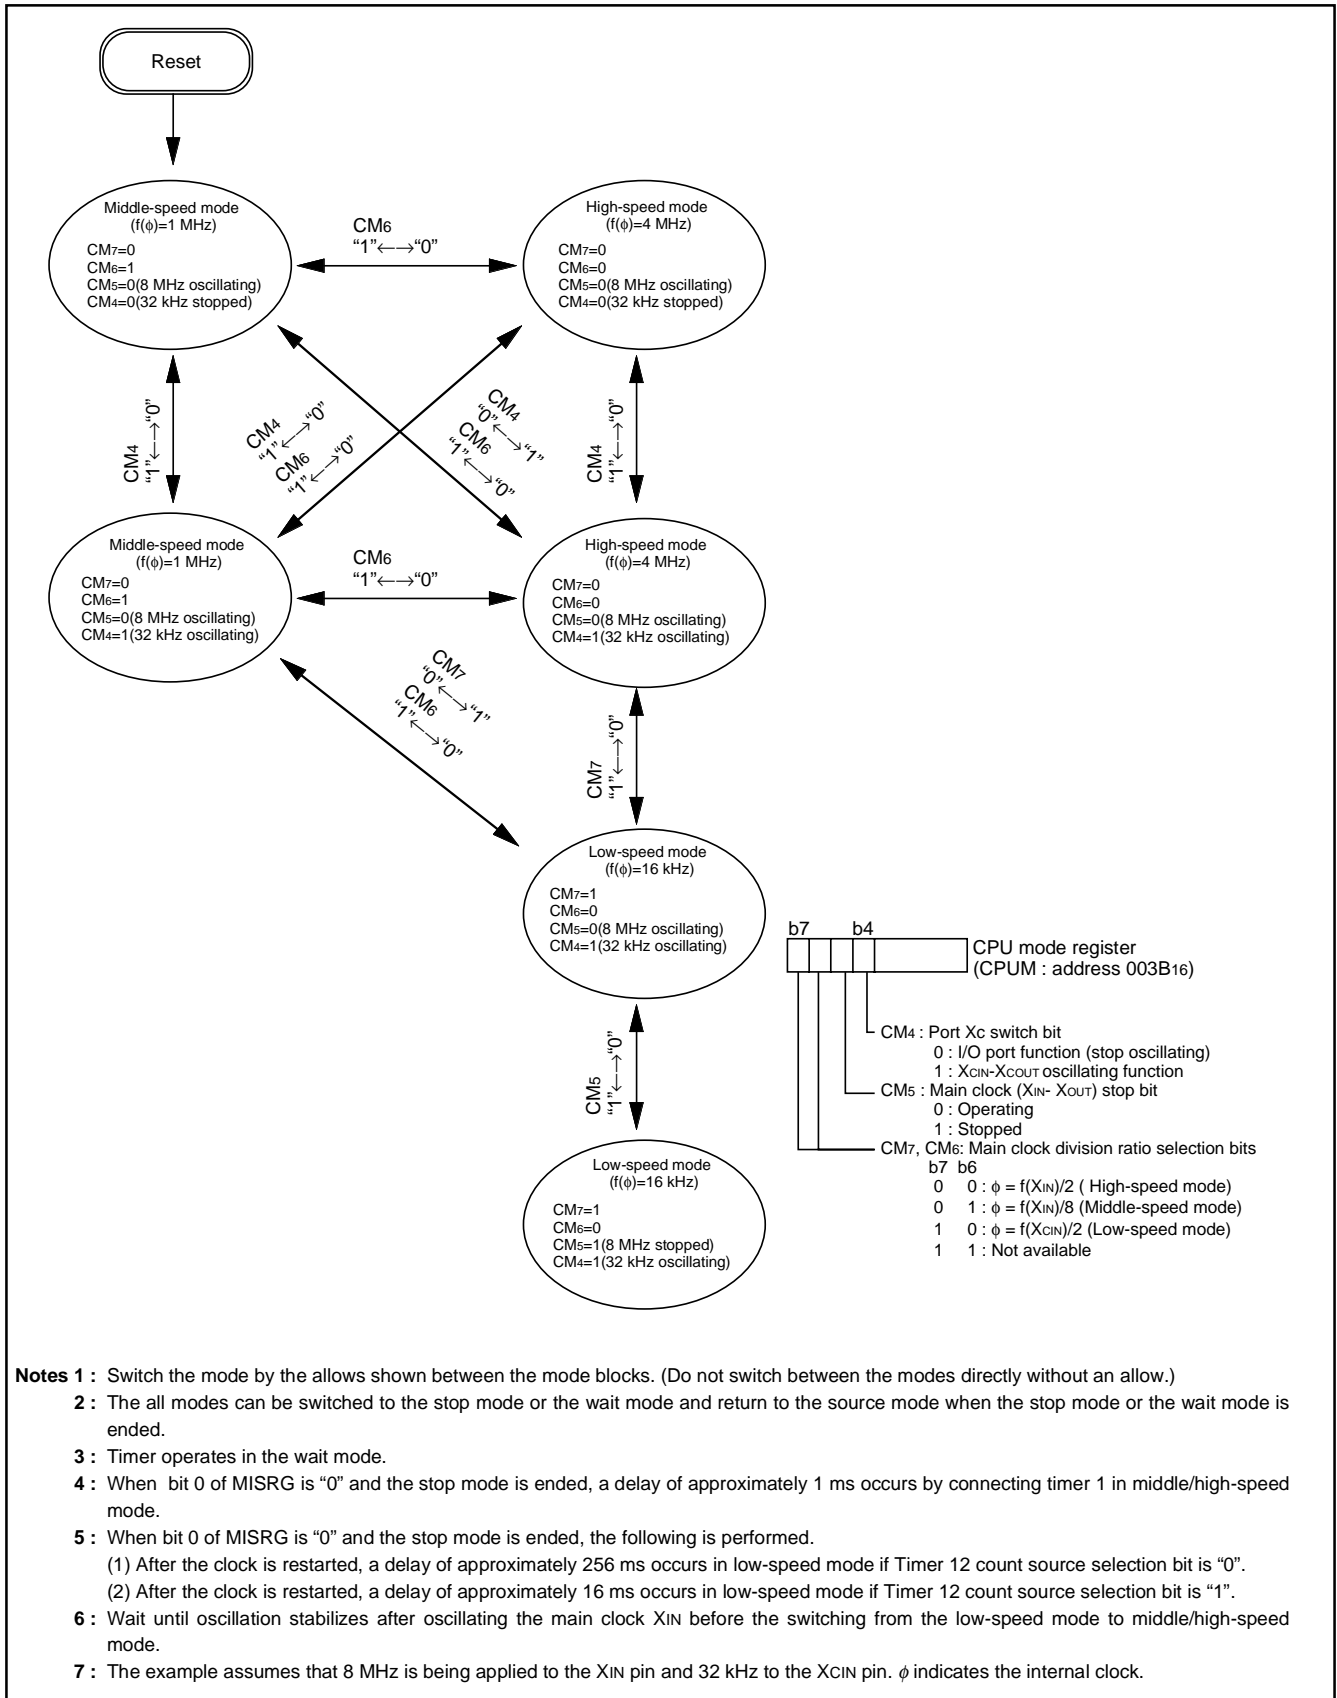 Reset
Middle-speed mode
(f(ϕ)=1 MHz)
CM7=0
CM6=1
CM5=0(8 MHz oscillating)
CM4=0(32 kHz stopped)
CM6
“1”←→“0”
High-speed mode
(f(ϕ)=4 MHz)
CM7=0
CM6=0
CM5=0(8 MHz oscillating)
CM4=0(32 kHz stopped)
CM4
“1”←→“0”
CM4
“1”←→“0”
CM6
“1”←→“0”
CM4
“0”←→“1”
CM6
“1”←→“0”
CM4
“1”←→“0”
Middle-speed mode
(f(ϕ)=1 MHz)
CM7=0
CM6=1
CM5=0(8 MHz oscillating)
CM4=1(32 kHz oscillating)
CM6
“1”←→“0”
High-speed mode
(f(ϕ)=4 MHz)
CM7=0
CM6=0
CM5=0(8 MHz oscillating)
CM4=1(32 kHz oscillating)
CM7
“0”←→“1”
CM6
“1”←→“0”
CM7
“1”←→“0”
Low-speed mode
(f(ϕ)=16 kHz)
CM7=1
CM6=0
CM5=0(8 MHz oscillating)
CM4=1(32 kHz oscillating)
CM5
“1”←→“0”
Low-speed mode
(f(ϕ)=16 kHz)
CM7=1
CM6=0
CM5=1(8 MHz stopped)
CM4=1(32 kHz oscillating)
b7 b4
CPU mode register
(CPUM : address 003B16)
CM4 : Port Xc switch bit
0 : I/O port function (stop oscillating)
1 : XCIN-XCOUT oscillating function
CM5 : Main clock (XIN- XOUT) stop bit
0 : Operating
1 : Stopped
CM7, CM6: Main clock division ratio selection bits
b7 b6
0 0 : ϕ = f(XIN)/2 ( High-speed mode)
0 1 : ϕ = f(XIN)/8 (Middle-speed mode)
1 0 : ϕ = f(XCIN)/2 (Low-speed mode)
1 1 : Not available
Notes 1 : Switch the mode by the allows shown between the mode blocks. (Do not switch between the modes directly without an allow.)
2 : The all modes can be switched to the stop mode or the wait mode and return to the source mode when the stop mode or the wait mode is
ended.
3 : Timer operates in the wait mode.
4 : When bit 0 of MISRG is “0” and the stop mode is ended, a delay of approximately 1 ms occurs by connecting timer 1 in middle/high-speed
mode.
5 : When bit 0 of MISRG is “0” and the stop mode is ended, the following is performed.
(1) After the clock is restarted, a delay of approximately 256 ms occurs in low-speed mode if Timer 12 count source selection bit is “0”.
(2) After the clock is restarted, a delay of approximately 16 ms occurs in low-speed mode if Timer 12 count source selection bit is “1”.
6 : Wait until oscillation stabilizes after oscillating the main clock XIN before the switching from the low-speed mode to middle/high-speed
mode.
7 : The example assumes that 8 MHz is being applied to the XIN pin and 32 kHz to the XCIN pin. ϕ indicates the internal clock.